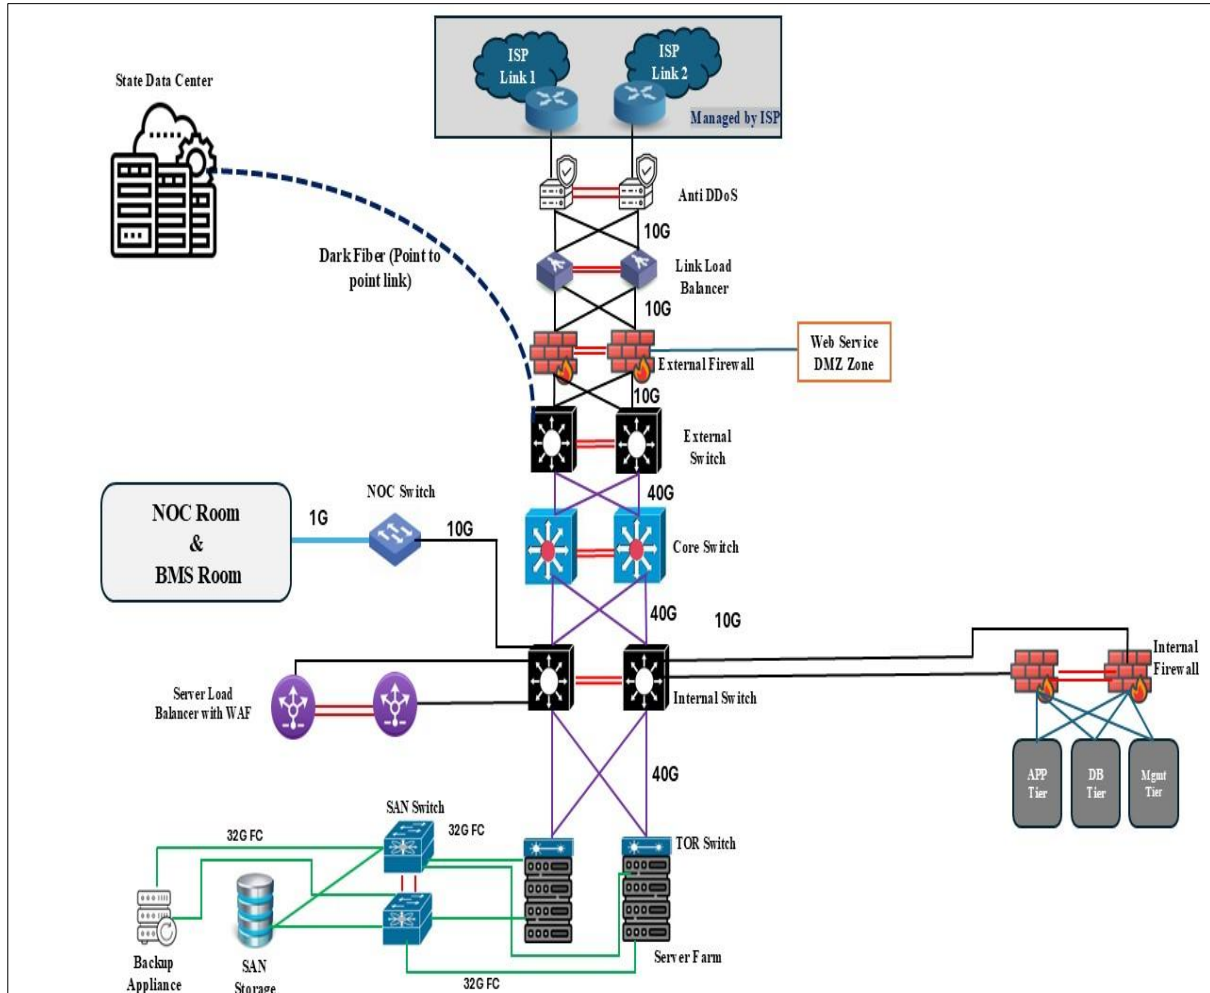 ISP
Link 1
ISP
Link 2
Managed by ISP
State Data Center
Anti DDoS
10G
Dark Fiber (Point to
point link)
Link Load
Balancer
10G
External Firewall
Web Service
DMZ Zone
10G
External
Switch
NOC Switch
40G
NOC Room
&
BMS Room
1G
10G
Core Switch
40G
10G
Internal
Firewall
Server Load
Balancer with WAF
Internal Switch
APP
Tier
DB
Tier
Mgmt
Tier
40G
SAN Switch
32G FC
32G FC
TOR Switch
Backup
Appliance
SAN
Storage
32G FC
Server Farm